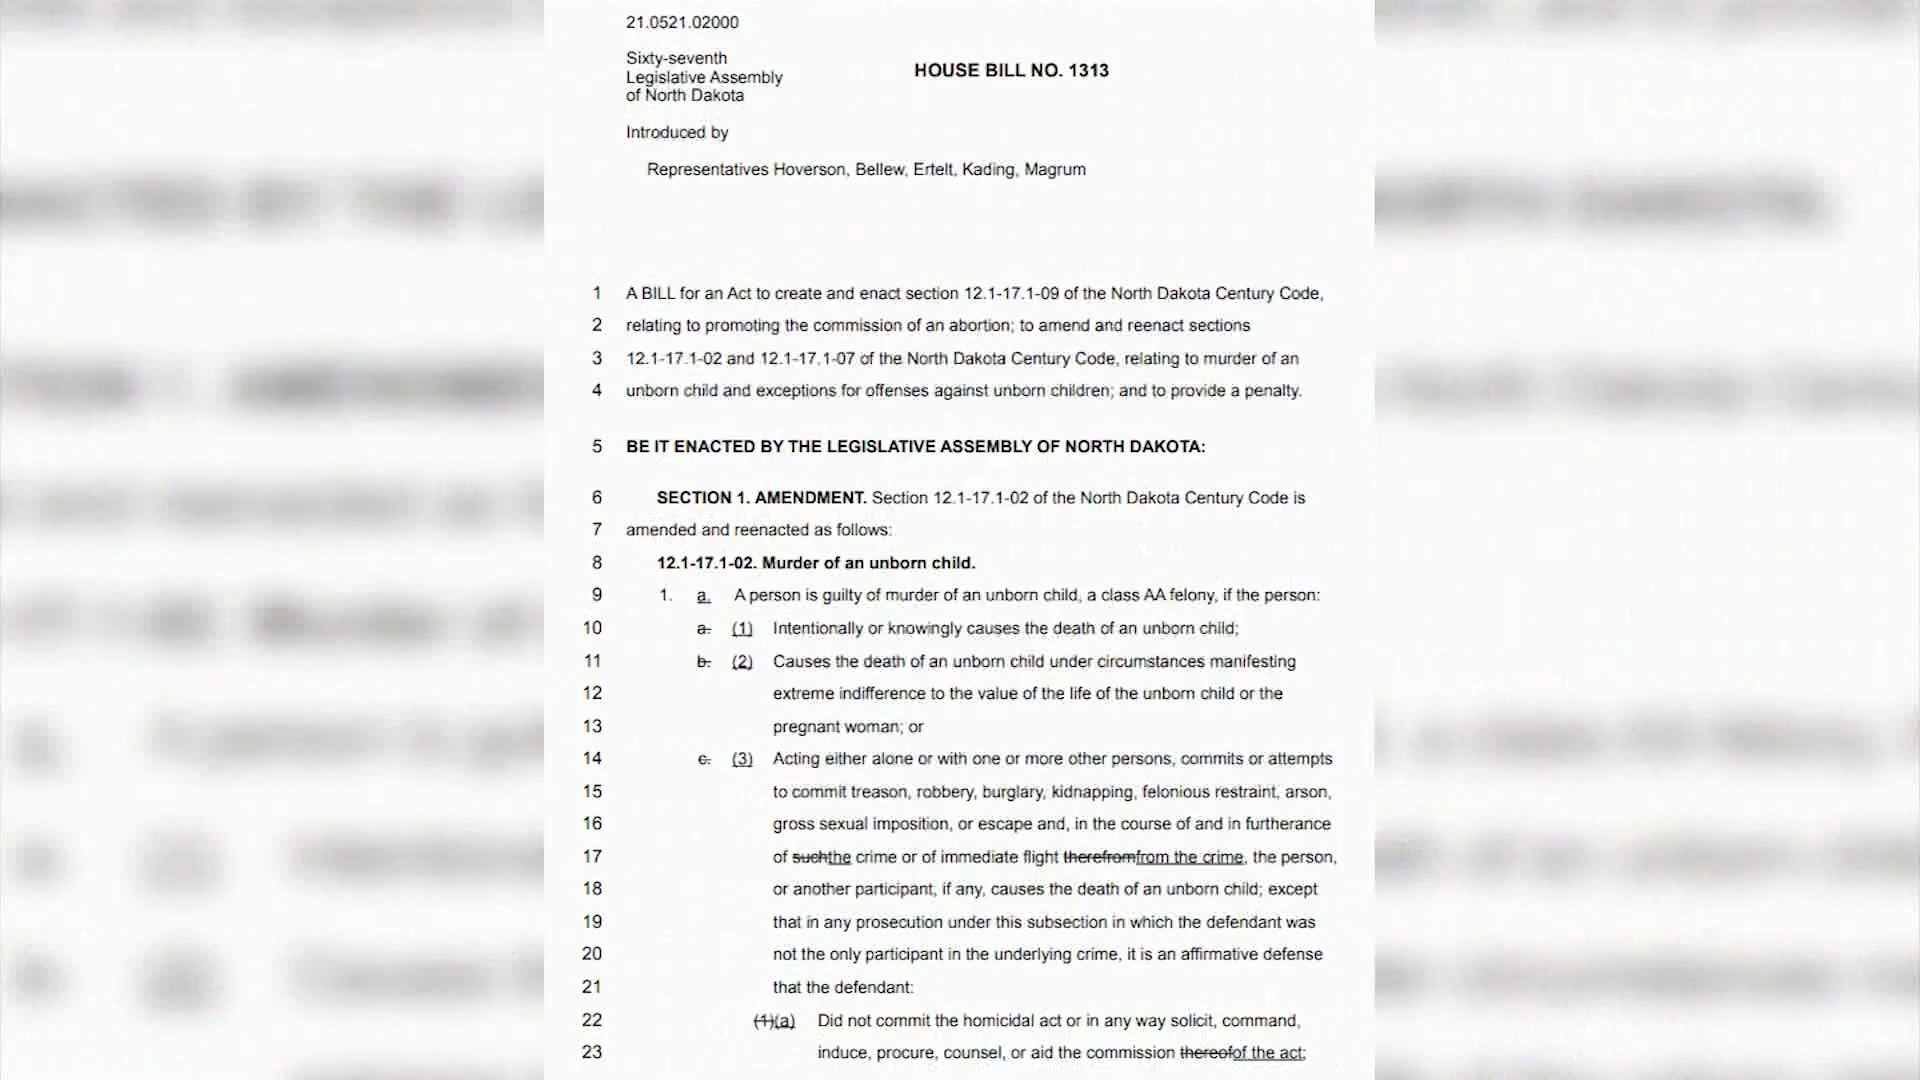 21.0521.02000
Sixty-seventh
Legislative Assembly
of North Dakota
HOUSE BILL NO. 1313
Introduced by
Representatives Hoverson, Bellew, Ertelt, Kading, Magrum
1 A BILL for an Act to create and enact section 12.1-17.1-09 of the North Dakota Century Code,
2 relating to promoting the commission of an abortion; to amend and reenact sections
3 12.1-17.1-02 and 12.1-17.1-07 of the North Dakota Century Code, relating to murder of an
4 unborn child and exceptions for offenses against unborn children; and to provide a penalty.
5 BE IT ENACTED BY THE LEGISLATIVE ASSEMBLY OF NORTH DAKOTA:
6 SECTION 1. AMENDMENT. Section 12.1-17.1-02 of the North Dakota Century Code is
7 amended and reenacted as follows:
8 12.1-17.1-02. Murder of an unborn child.
9 1. a. A person is guilty of murder of an unborn child, a class AA felony, if the person:
10 a. (1) Intentionally or knowingly causes the death of an unborn child;
11 b. (2) Causes the death of an unborn child under circumstances manifesting
12 extreme indifference to the value of the life of the unborn child or the
13 pregnant woman; or
14 c. (3) Acting either alone or with one or more other persons, commits or attempts
15 to commit treason, robbery, burglary, kidnapping, felonious restraint, arson,
16 gross sexual imposition, or escape and, in the course of and in furtherance
17 of suchthe crime or of immediate flight therefromfrom the crime, the person,
18 or another participant, if any, causes the death of an unborn child; except
19 that in any prosecution under this subsection in which the defendant was
20 not the only participant in the underlying crime, it is an affirmative defense
21 that the defendant:
22 (1)(a) Did not commit the homicidal act or in any way solicit, command,
23 induce, procure, counsel, or aid the commission thereofof the act;